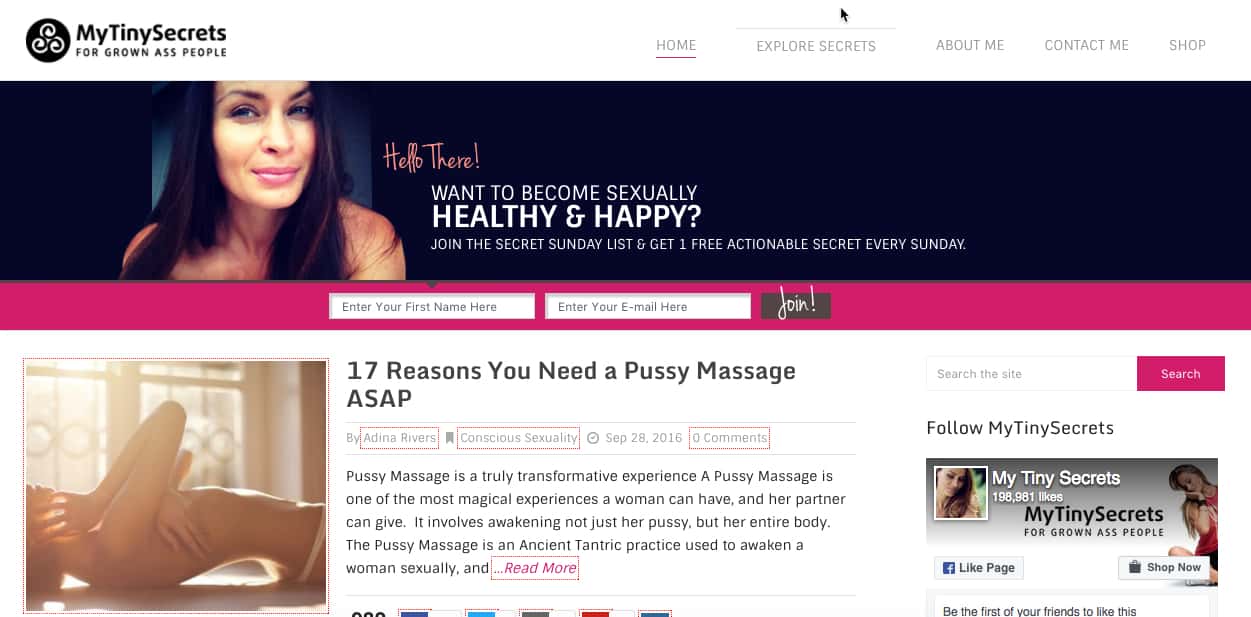 MyTinySecrets
FOR GROWN ASS PEOPLE
HOME
EXPLORE SECRETS
ABOUT ME
CONTACT ME
SHOP
Hello There!
WANT TO BECOME SEXUALLY
HEALTHY & HAPPY?
JOIN THE SECRET SUNDAY LIST & GET 1 FREE ACTIONABLE SECRET EVERY SUNDAY.
Enter Your First Name Here
Enter Your E-mail Here
Join!
17 Reasons You Need a Pussy Massage
ASAP
By Adina Rivers Conscious Sexuality Sep 28, 2016 0 Comments
Pussy Massage is a truly transformative experience A Pussy Massage is
one of the most magical experiences a woman can have, and her partner
can give. It involves awakening not just her pussy, but her entire body.
The Pussy Massage is an Ancient Tantric practice used to awaken a
woman sexually, and ...Read More
Search the site
Search
Follow MyTinySecrets
My Tiny Secrets
198,981 likes
MyTinySecrets
FOR GROWN ASS PEOPLE
Like Page
Shop Now
Be the first of your friends to like this